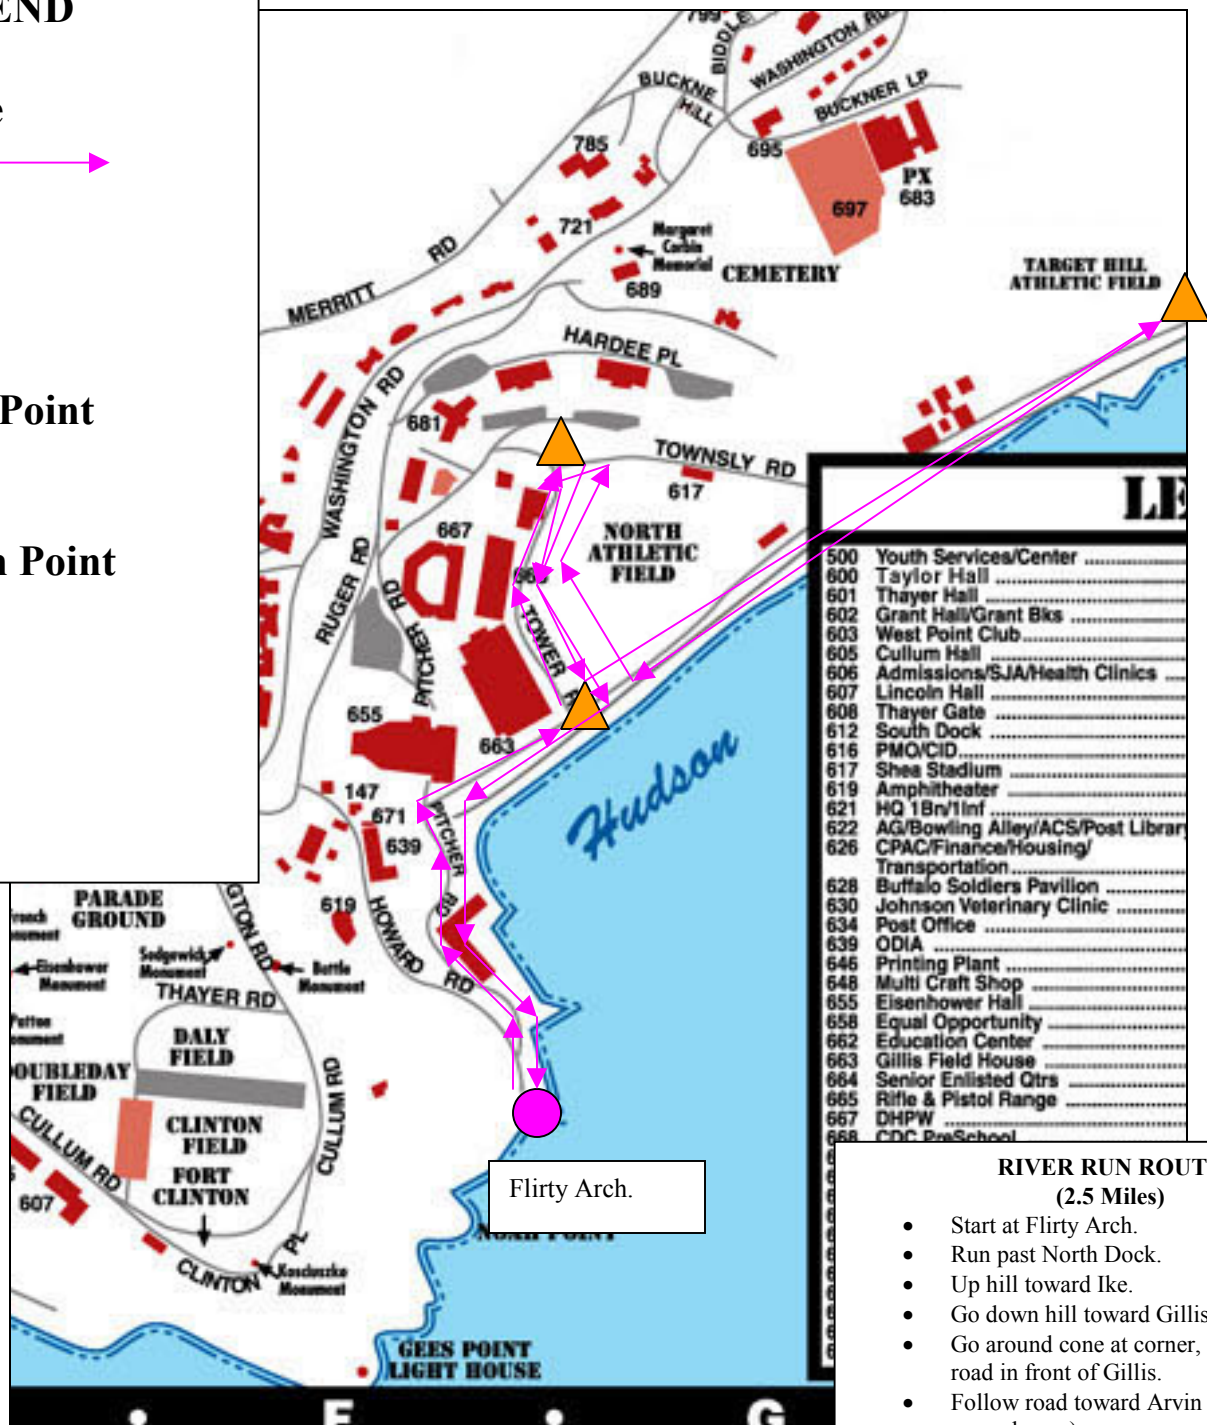 END
e
Point
n Point
799
BIDDLE
WASHINGTON RD
BUCKNE
HILL
BUCKNER LP
695
785
PX
683
697
721
Margaret
Corbin
Memorial
CEMETERY
689
TARGET HILL
ATHLETIC FIELD
MERRITT RD
HARDEE PL
WASHINGTON RD
681
TOWNSLY RD
617
667
NORTH
ATHLETIC
FIELD
RUGER RD
PITCHER RD
TOWER
655
663
Hudson
147
671
639
PITCHER RD
619
HOWARD RD
PARADE
GROUND
GTON RD
French
onument
Sedgewick
Monument
Eisenhower
Monument
Battle
Monument
THAYER RD
Patton
onument
DALY
FIELD
OUBLEDAY
FIELD
CULLUM RD
CLINTON
FIELD
CULLUM RD
FORT
CLINTON
607
CLINTON PL
Kosciuszko
Monument
Flirty Arch.
NOAH POINT
GEES POINT
LIGHT HOUSE
F
G
LE
500 Youth Services/Center
600 Taylor Hall
601 Thayer Hall
602 Grant Hall/Grant Bks
603 West Point Club
605 Cullum Hall
606 Admissions/SJA/Health Clinics
607 Lincoln Hall
608 Thayer Gate
612 South Dock
616 PMO/CID
617 Shea Stadium
619 Amphitheater
621 HQ 1Bn/1Inf
622 AG/Bowling Alley/ACS/Post Library
626 CPAC/Finance/Housing/
Transportation
628 Buffalo Soldiers Pavilion
630 Johnson Veterinary Clinic
634 Post Office
639 ODIA
646 Printing Plant
648 Multi Craft Shop
655 Eisenhower Hall
658 Equal Opportunity
662 Education Center
663 Gillis Field House
664 Senior Enlisted Qtrs
665 Rifle & Pistol Range
667 DHPW
668 CDC PreSchool
RIVER RUN ROUT
(2.5 Miles)
• Start at Flirty Arch.
• Run past North Dock.
• Up hill toward Ike.
• Go down hill toward Gillis
• Go around cone at corner,
road in front of Gillis.
• Follow road toward Arvin